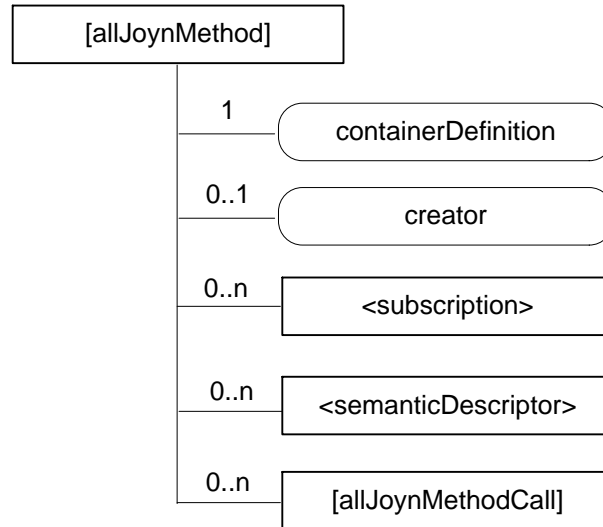 [allJoynMethod]
1
containerDefinition
0..1
creator
0..n
<subscription>
0..n
<semanticDescriptor>
0..n
[allJoynMethodCall]